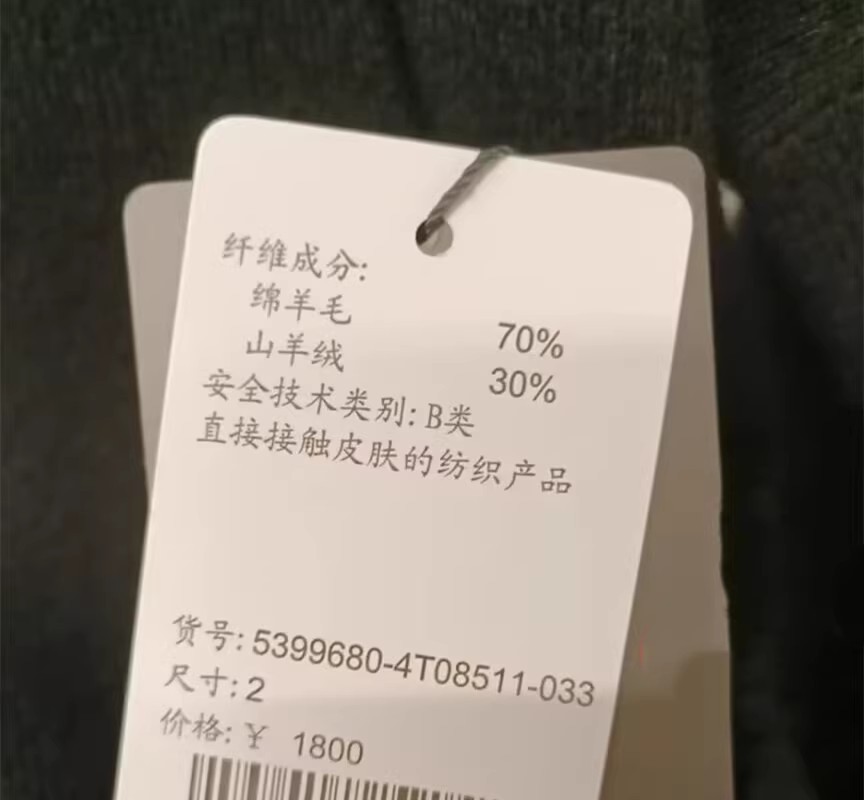 纤维成分:
绵羊毛 70%
山羊绒 30%
安全技术类别: B类
直接接触皮肤的纺织产品
货号: 5399680-4T08511-033
尺寸: 2
价格: ¥ 1800